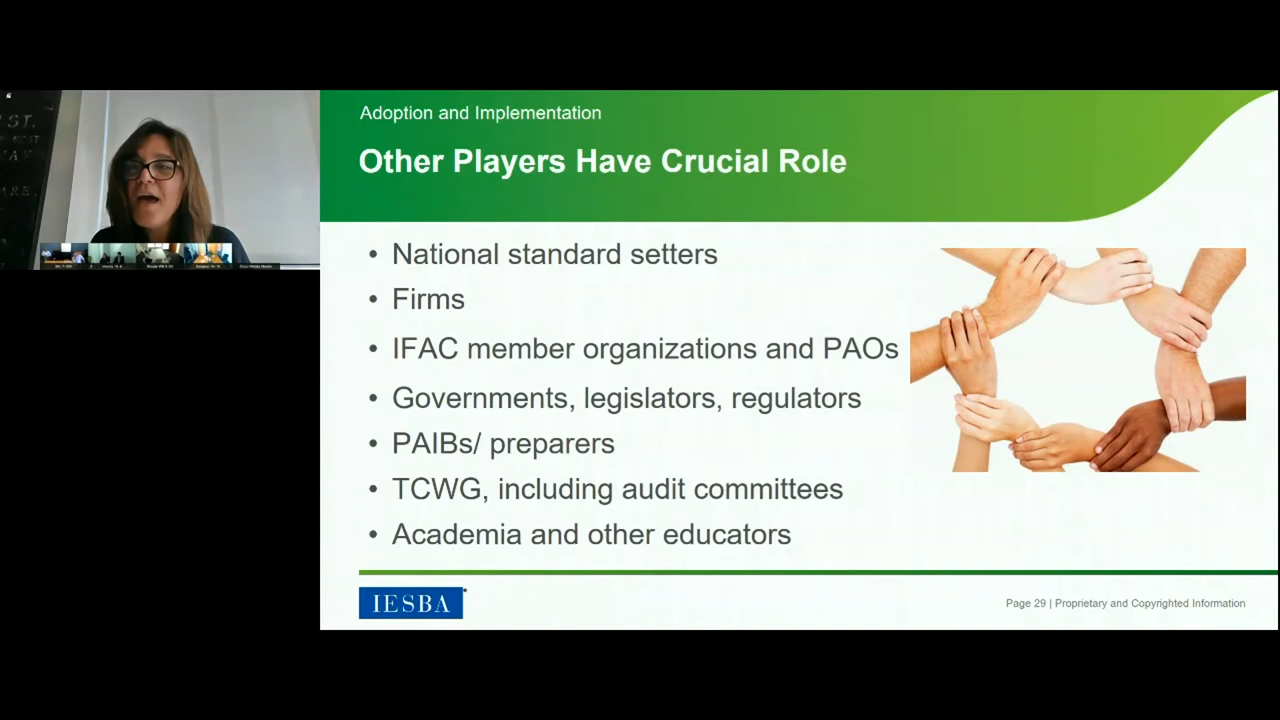 ST.
Adoption and Implementation
Other Players Have Crucial Role
• National standard setters
• Firms
• IFAC member organizations and PAOs
• Governments, legislators, regulators
• PAIBs/ preparers
• TCWG, including audit committees
• Academia and other educators
IESBA
Page 29 | Proprietary and Copyrighted Information